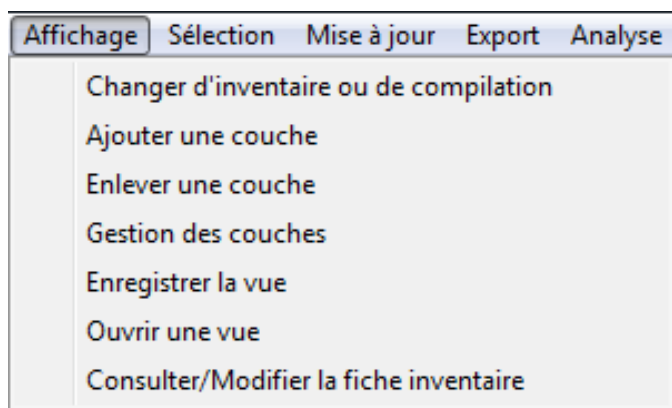 Affichage Sélection Mise à jour Export Analyse
Changer d'inventaire ou de compilation
Ajouter une couche
Enlever une couche
Gestion des couches
Enregistrer la vue
Ouvrir une vue
Consulter/Modifier la fiche inventaire